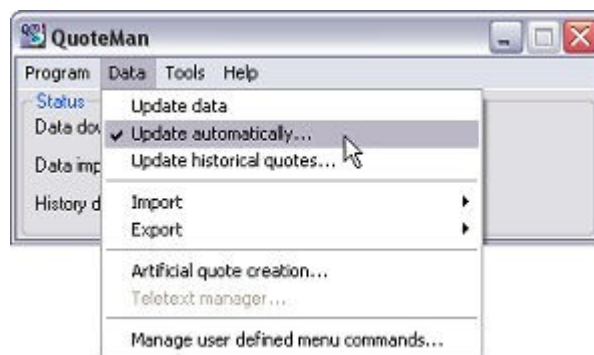 QuoteMan
Program Data Tools Help
Status
Update data
Data dow
Update automatically...
Data imp
Update historical quotes...
History d
Import
Export
Artificial quote creation...
Teletext manager...
Manage user defined menu commands...